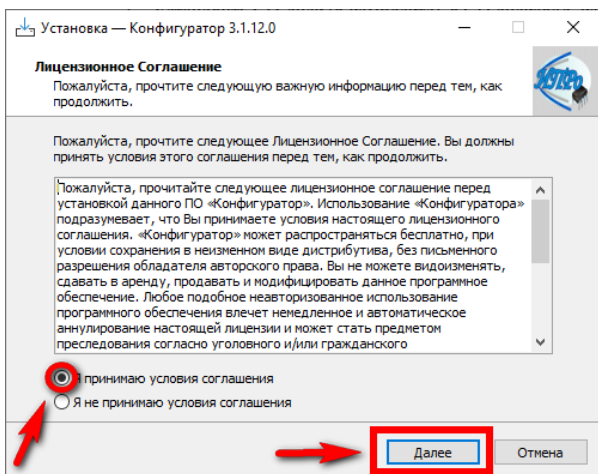 Установка — Конфигуратор 3.1.12.0
Лицензионное Соглашение
Пожалуйста, прочтите следующую важную информацию перед тем, как
продолжить.
НПРО
Пожалуйста, прочтите следующее Лицензионное Соглашение. Вы должны
принять условия этого соглашения перед тем, как продолжить.
Пожалуйста, прочитайте следующее лицензионное соглашение перед
установкой данного ПО «Конфигуратор». Использование «Конфигуратора»
подразумевает, что Вы принимаете условия настоящего лицензионного
соглашения. «Конфигуратор» может распространяться бесплатно, при
условии сохранения в неизменном виде дистрибутива, без письменного
разрешения обладателя авторского права. Вы не можете видоизменять,
сдавать в аренду, продавать и модифицировать данное программное
обеспечение. Любое подобное неавторизованное использование
программного обеспечения влечет немедленное и автоматическое
аннулирование настоящей лицензии и может стать предметом
преследования согласно уголовного и/или гражданского
Я принимаю условия соглашения
Я не принимаю условия соглашения
Далее
Отмена